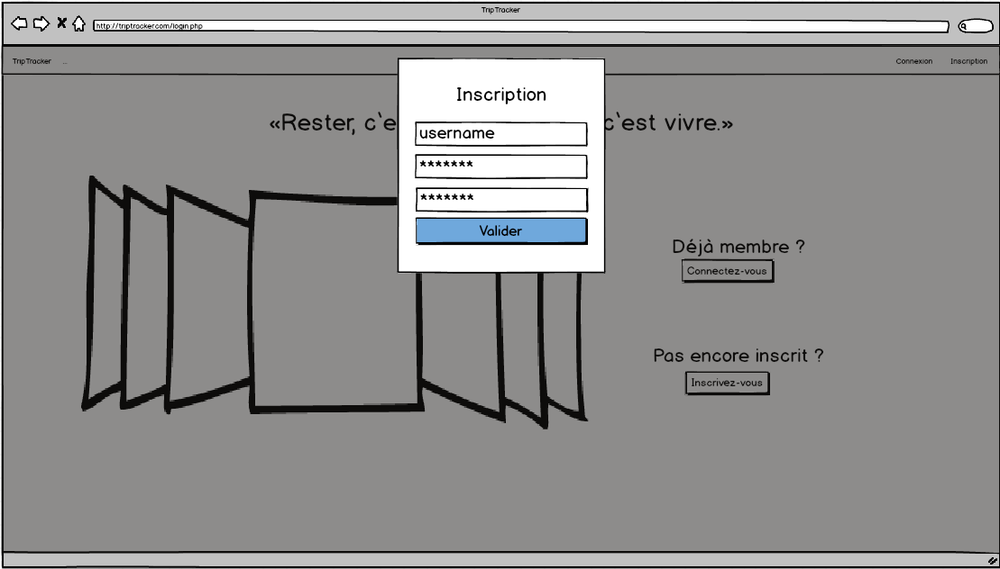 TripTracker
http://triptracker.com/login.php
TripTracker ...
Connexion Inscription
Inscription
«Rester, c'e c'est vivre.»
username
*******
*******
Valider
Déjà membre ?
Connectez-vous
Pas encore inscrit ?
Inscrivez-vous